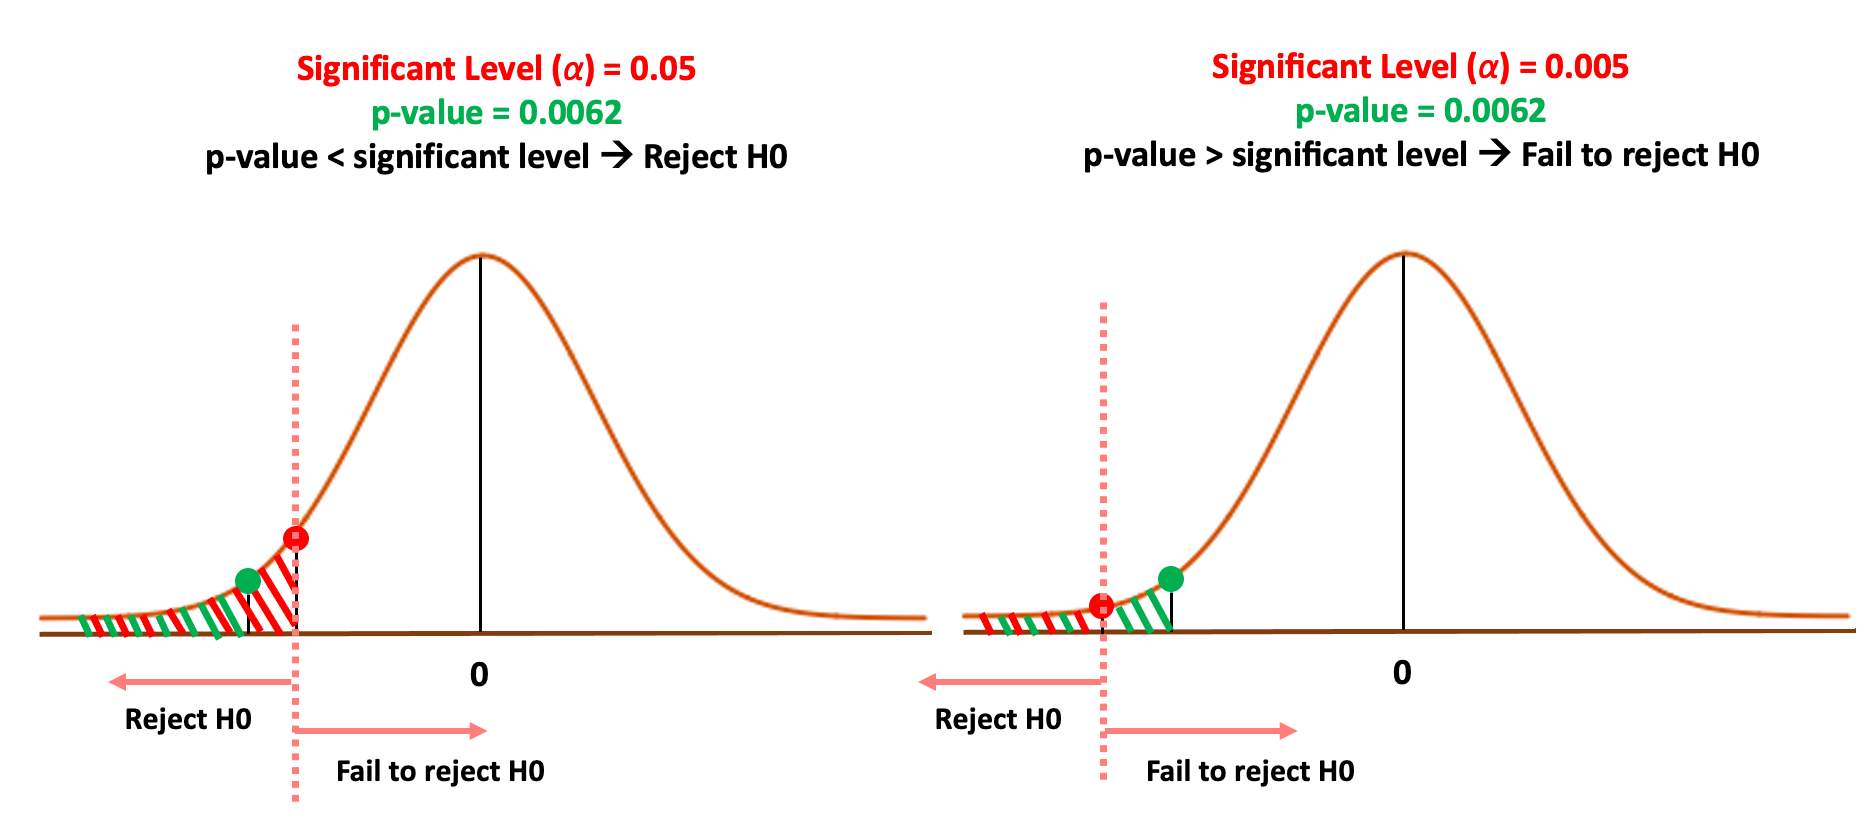 Significant Level (α) = 0.05
p-value = 0.0062
p-value < significant level → Reject H0
0
Reject H0
Fail to reject H0
Significant Level (α) = 0.005
p-value = 0.0062
p-value > significant level → Fail to reject H0
0
Reject H0
Fail to reject H0